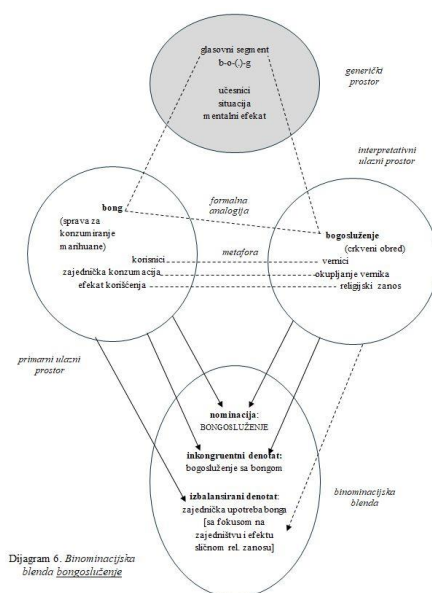 glasovni segment
b-o-(.)-g
učesnici
situacija
mentalni efekat
generički
prostor
interpretativni
ulazni prostor
bong
(sprava za
konzumiranje
marihuane)
formalna
analogija
bogosluženje
(crkveni obred)
korisnici
metafora
vernici
zajednička konzumacija
okupljanje vernika
efekat korišćenja
religijski zanos
primarni ulazni
prostor
nominacija:
BONGOSLUŽENJE
inkongruentni denotat:
bogosluženje sa bongom
izbalansirani denotat:
zajednička upotreba bonga
[sa fokusom na
zajedništvu i efektu
sličnom rel. zanosu]
binominacijska
blenda
Dijagram 6. Binominacijska
blenda bongosluženje